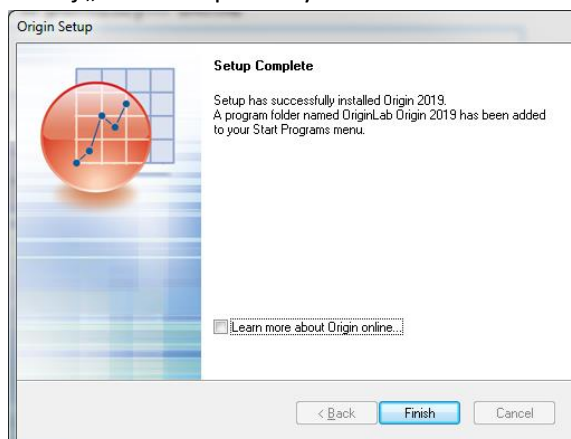 Origin Setup
Setup Complete
Setup has successfully installed Origin 2019.
A program folder named OriginLab Origin 2019 has been added
to your Start Programs menu.
Learn more about Origin online...
< Back
Finish
Cancel